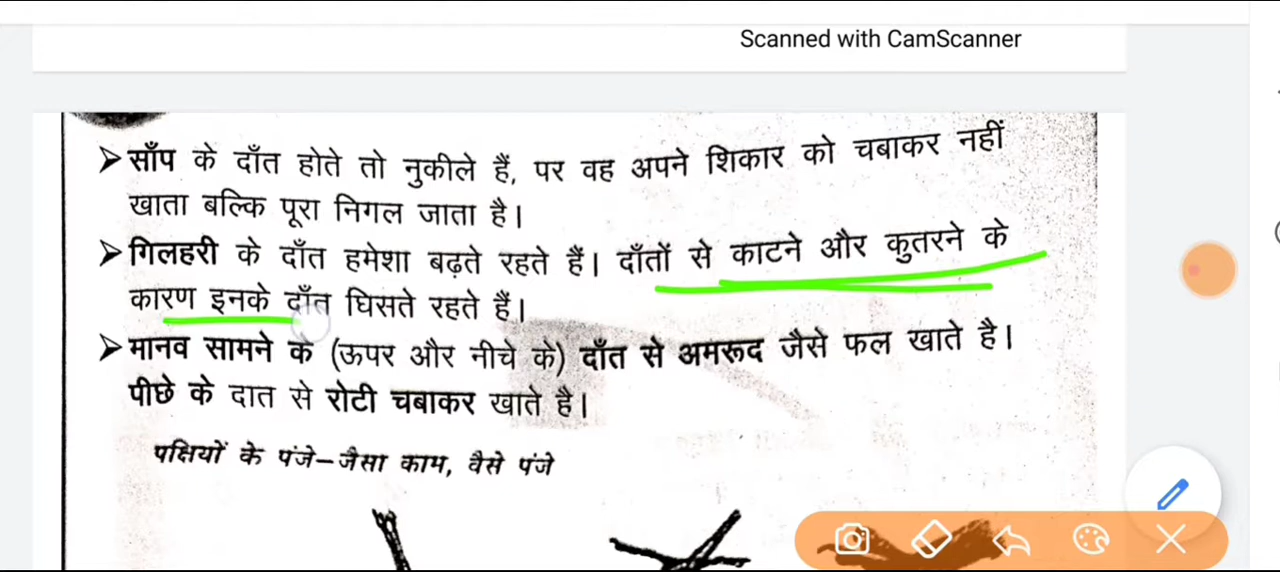 Scanned with CamScanner
➤साँप के दाँत होते तो नुकीले हैं, पर वह अपने शिकार को चबाकर नहीं
खाता बल्कि पूरा निगल जाता है।
➤गिलहरी के दाँत हमेशा बढ़ते रहते हैं। दाँतों से काटने और कुतरने के
कारण इनके दाँत घिसते रहते हैं।
➤मानव सामने के (ऊपर और नीचे के) दाँत से अमरूद जैसे फल खाते है।
पीछे के दात से रोटी चबाकर खाते है।
पक्षियों के पंजे–जैसा काम, वैसे पंजे